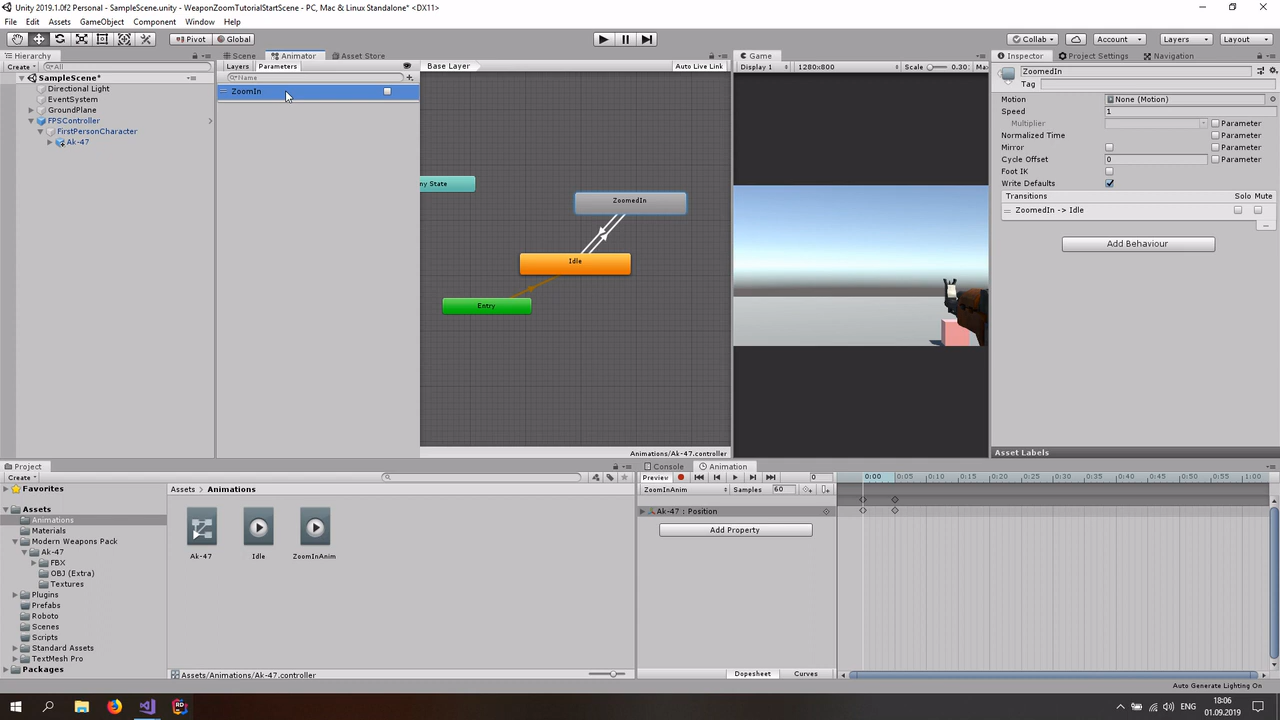 Unity 2019.1.0f2 Personal - SampleScene.unity - WeaponZoomTutorialStartScene - PC, Mac & Linux Standalone* <DX11>
File Edit Assets GameObject Component Window Help
Pivot Global Collab Account Layers Layout
Hierarchy Scene Animator Asset Store Game Inspector Project Settings Navigation
Create All Layers Parameters Base Layer Auto Live Link Display 1 1280x800 Scale 0.30 Ma
Name
SampleScene*
Directional Light
EventSystem
GroundPlane
FPSController
FirstPersonCharacter
Ak-47
ZoomIn
ny State
ZoomedIn
Idle
Entry
Animations/Ak-47.controller
ZoomedIn
Tag
Motion None (Motion)
Speed 1
Multiplier Parameter
Normalized Time Parameter
Mirror Parameter
Cycle Offset 0 Parameter
Foot IK
Write Defaults
Transitions Solo Mute
ZoomedIn -> Idle
Add Behaviour
Asset Labels
Project Console Animation
Create Preview 0 0:00 0:05 0:10 0:15 0:20 0:25 0:30 0:35 0:40 0:45 0:50 0:55 1:00
Favorites Assets Animations ZoomInAnim Samples 60
Assets
Animations
Materials
Modern Weapons Pack
Ak-47
FBX
OBJ (Extra)
Textures
Plugins
Prefabs
Roboto
Scenes
Scripts
Standard Assets
TextMesh Pro
Packages
Ak-47 Idle ZoomInAnim
Assets/Animations/Ak-47.controller
Ak-47 : Position
Add Property
Dopesheet Curves
Auto Generate Lighting On
RD
ENG
18:06
01.09.2019